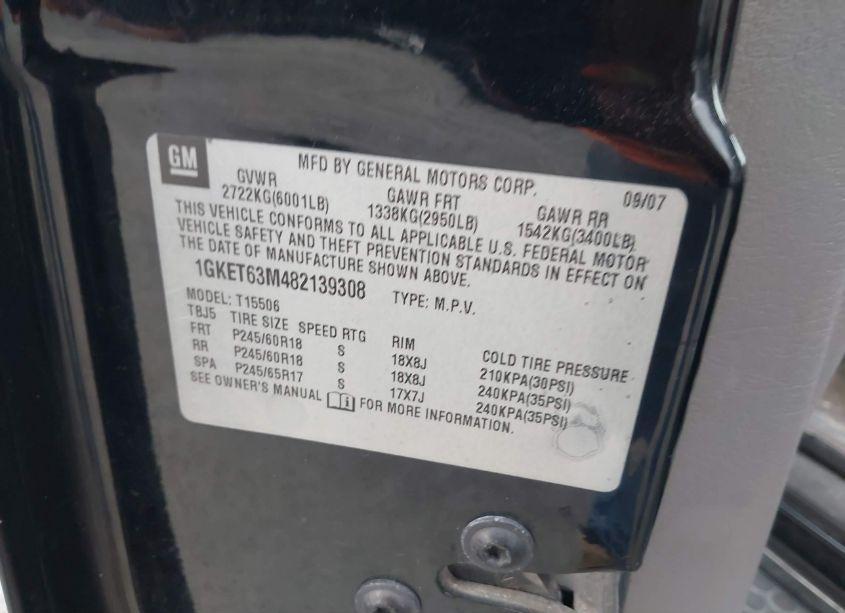 GM
MFD BY GENERAL MOTORS CORP. 09/07
GVWR GAWR FRT GAWR RR
2722KG(6001LB) 1338KG(2950LB) 1542KG(3400LB)
THIS VEHICLE CONFORMS TO ALL APPLICABLE U.S. FEDERAL MOTOR
VEHICLE SAFETY AND THEFT PREVENTION STANDARDS IN EFFECT ON
THE DATE OF MANUFACTURE SHOWN ABOVE.
1GKET63M482139308 TYPE: M.P.V.
MODEL: T15506
TBJ5 TIRE SIZE SPEED RTG RIM COLD TIRE PRESSURE
FRT P245/60R18 S 18X8J 210KPA(30PSI)
RR P245/60R18 S 18X8J 240KPA(35PSI)
SPA P245/65R17 S 17X7J 240KPA(35PSI)
SEE OWNER'S MANUAL FOR MORE INFORMATION.